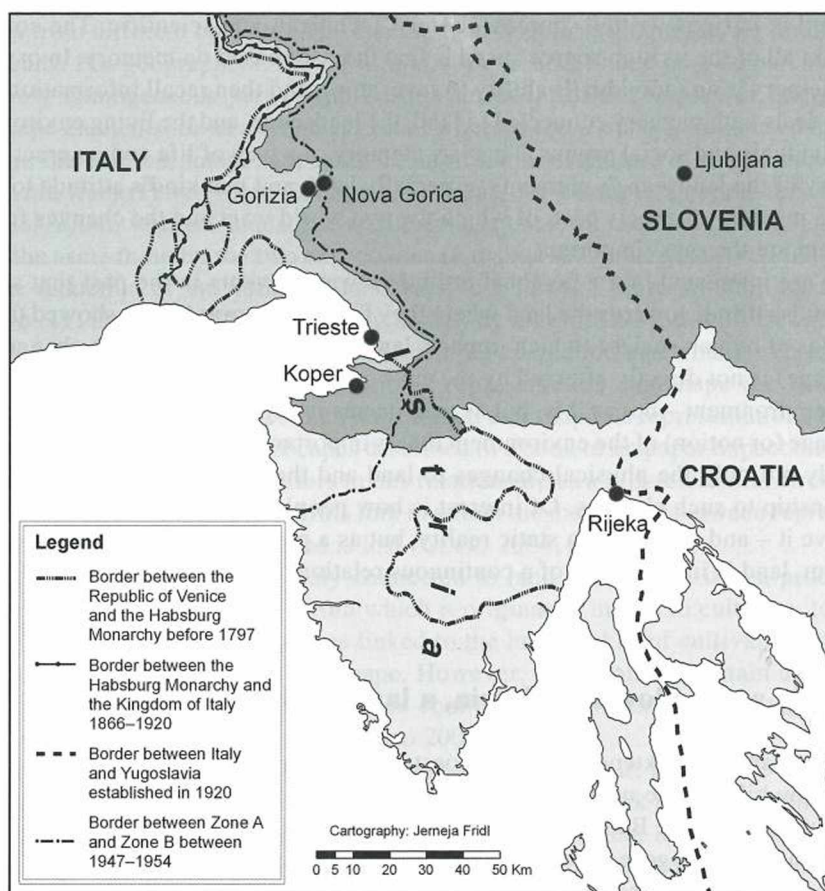 ITALY
Ljubljana
Gorizia
Nova Gorica
SLOVENIA
Trieste
Koper
I
s
t
r
i
a
CROATIA
Rijeka
Legend
Border between the
Republic of Venice
and the Habsburg
Monarchy before 1797
Border between the
Habsburg Monarchy and
the Kingdom of Italy
1866–1920
Border between Italy
and Yugoslavia
established in 1920
Border between Zone A
and Zone B between
1947–1954
Cartography: Jerneja Fridl
0 5 10 20 30 40 50 Km